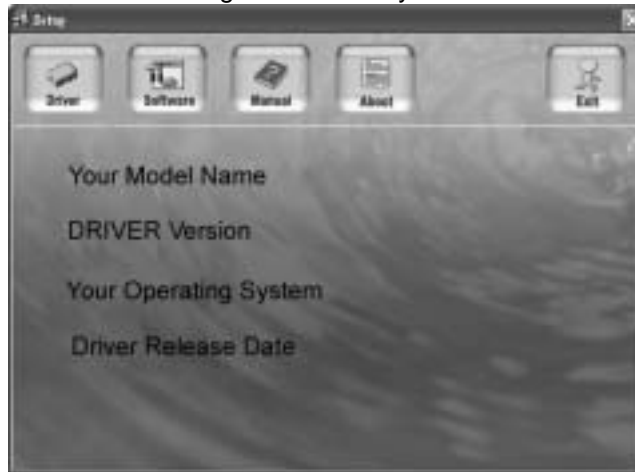 Setup
Driver
Software
Manual
About
Exit
Your Model Name
DRIVER Version
Your Operating System
Driver Release Date